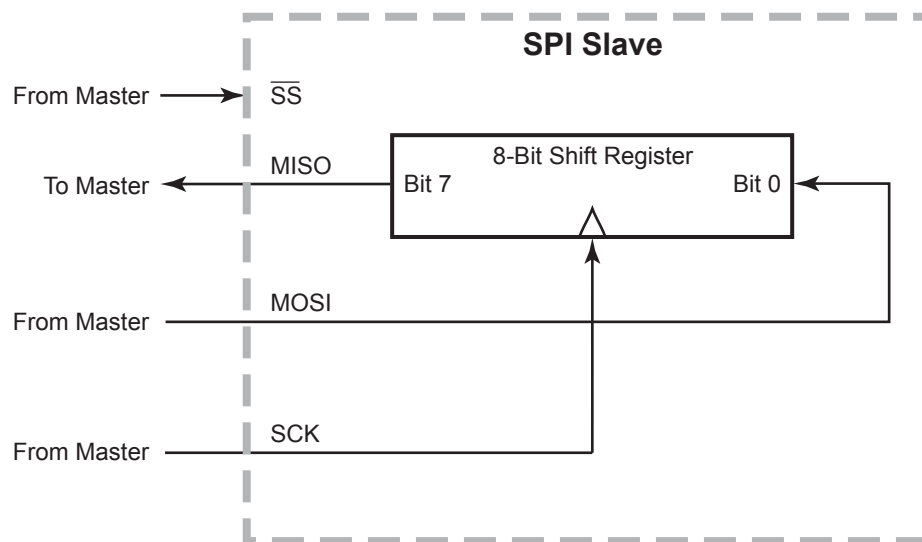 SPI Slave
From Master
S̅S̅
8-Bit Shift Register
MISO
To Master
Bit 7
Bit 0
MOSI
From Master
SCK
From Master